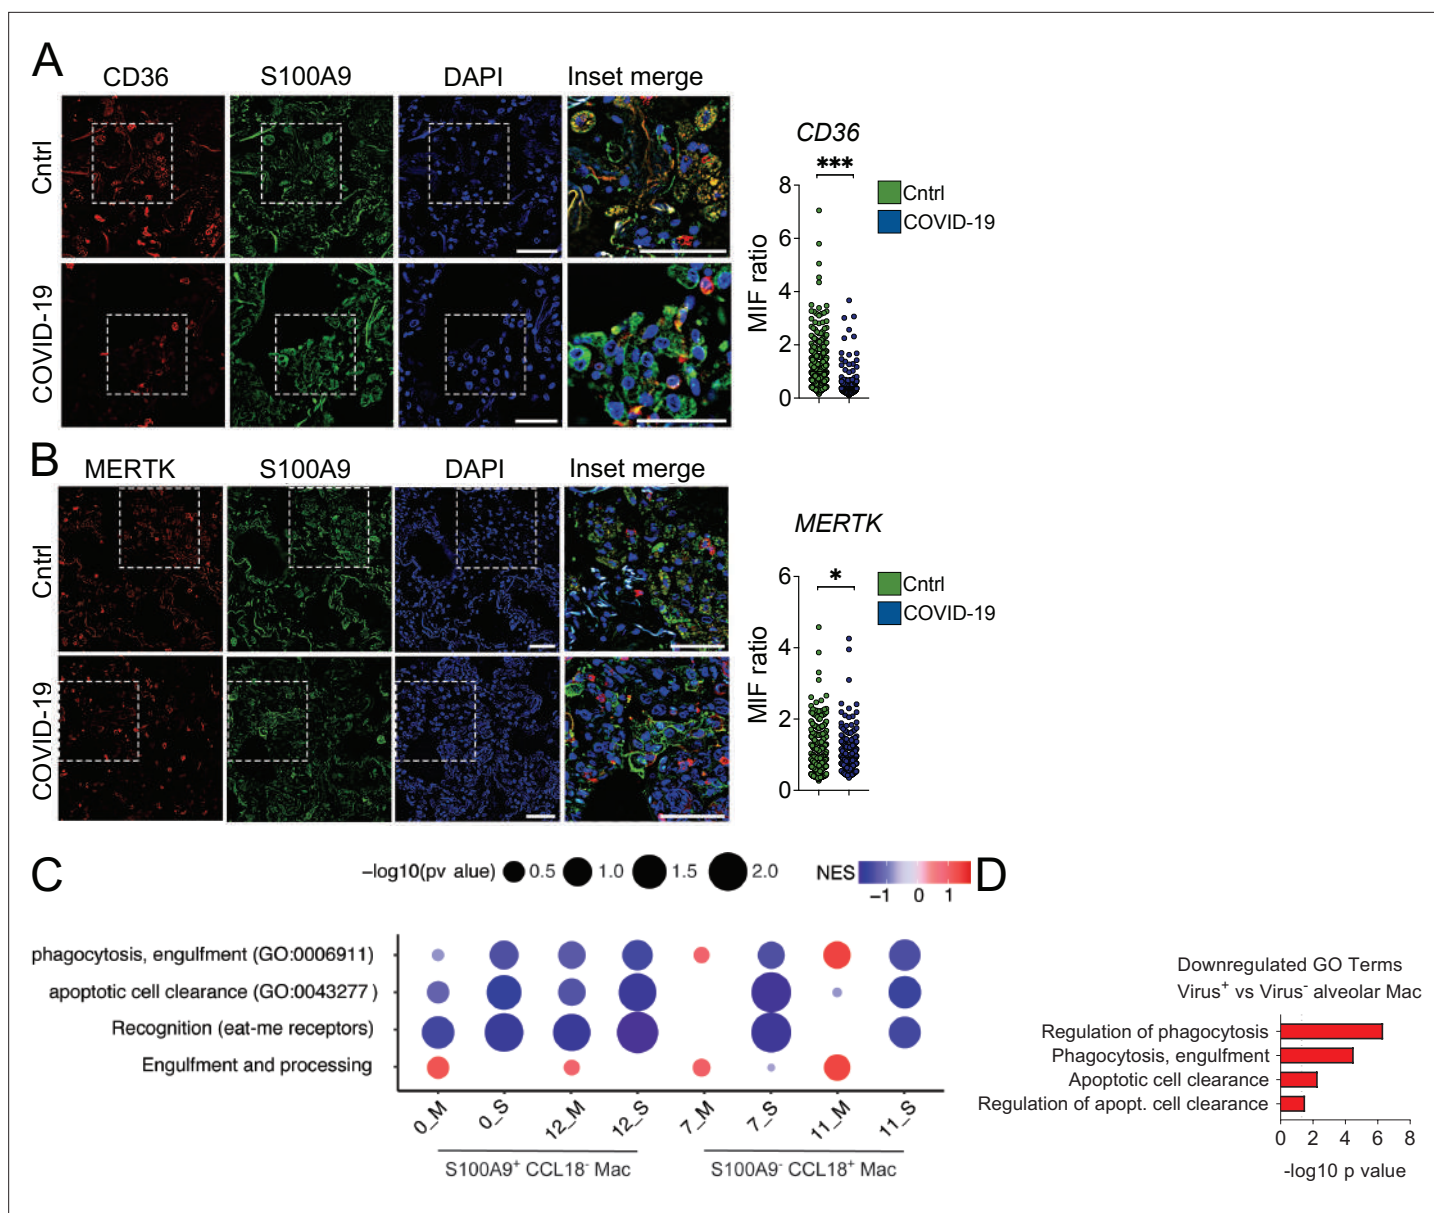 A
CD36 S100A9 DAPI Inset merge
Cntrl
COVID-19
CD36
***
8
6
4
2
0
MIF ratio
Cntrl
COVID-19
B
MERTK S100A9 DAPI Inset merge
Cntrl
COVID-19
MERTK
*
6
4
2
0
MIF ratio
Cntrl
COVID-19
C
−log10(pv alue) 0.5 1.0 1.5 2.0
NES −1 0 1
phagocytosis, engulfment (GO:0006911)
apoptotic cell clearance (GO:0043277)
Recognition (eat-me receptors)
Engulfment and processing
0_M 0_S 12_M 12_S 7_M 7_S 11_M 11_S
S100A9⁺ CCL18⁻ Mac S100A9⁻ CCL18⁺ Mac
D
Downregulated GO Terms
Virus⁺ vs Virus⁻ alveolar Mac
Regulation of phagocytosis
Phagocytosis, engulfment
Apoptotic cell clearance
Regulation of apopt. cell clearance
0 2 4 6 8
-log10 p value